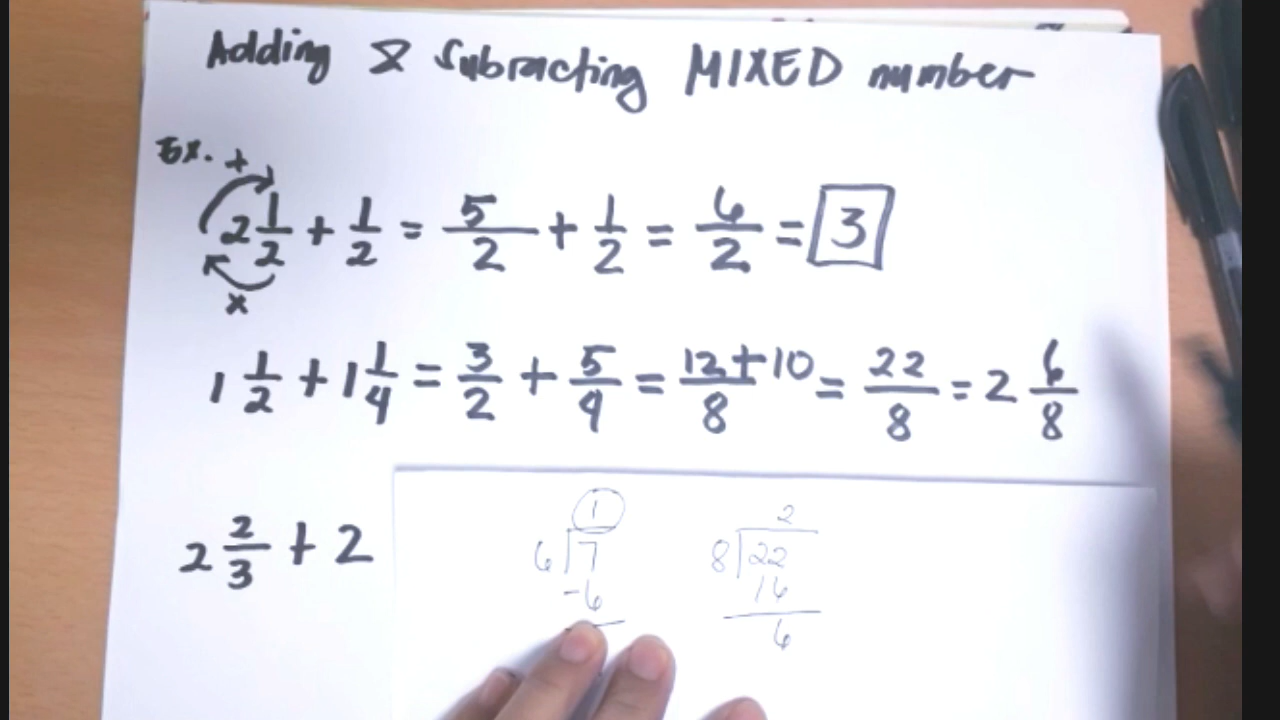 Adding & Subracting MIXED number
Ex. +
2 1/2 + 1/2 = 5/2 + 1/2 = 6/2 = 3
x
1 1/2 + 1 1/4 = 3/2 + 5/4 = 12+10/8 = 22/8 = 2 6/8
2 2/3 + 2
1 2
6 7 8 22
-6 16
6